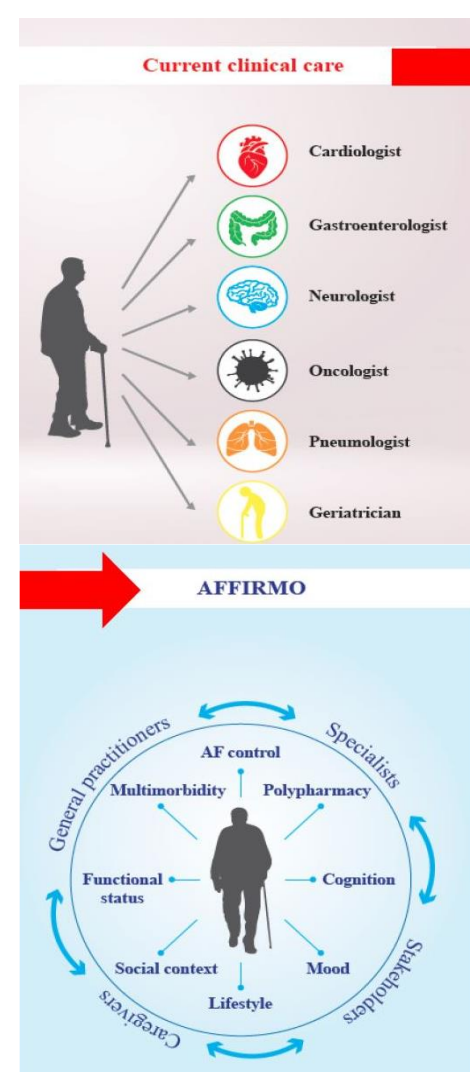 Current clinical care
Cardiologist
Gastroenterologist
Neurologist
Oncologist
Pneumologist
Geriatrician
AFFIRMO
General practitioners
Specialists
AF control
Multimorbidity
Polypharmacy
Functional
status
Cognition
Social context
Mood
Lifestyle
Caregivers
Stakeholders